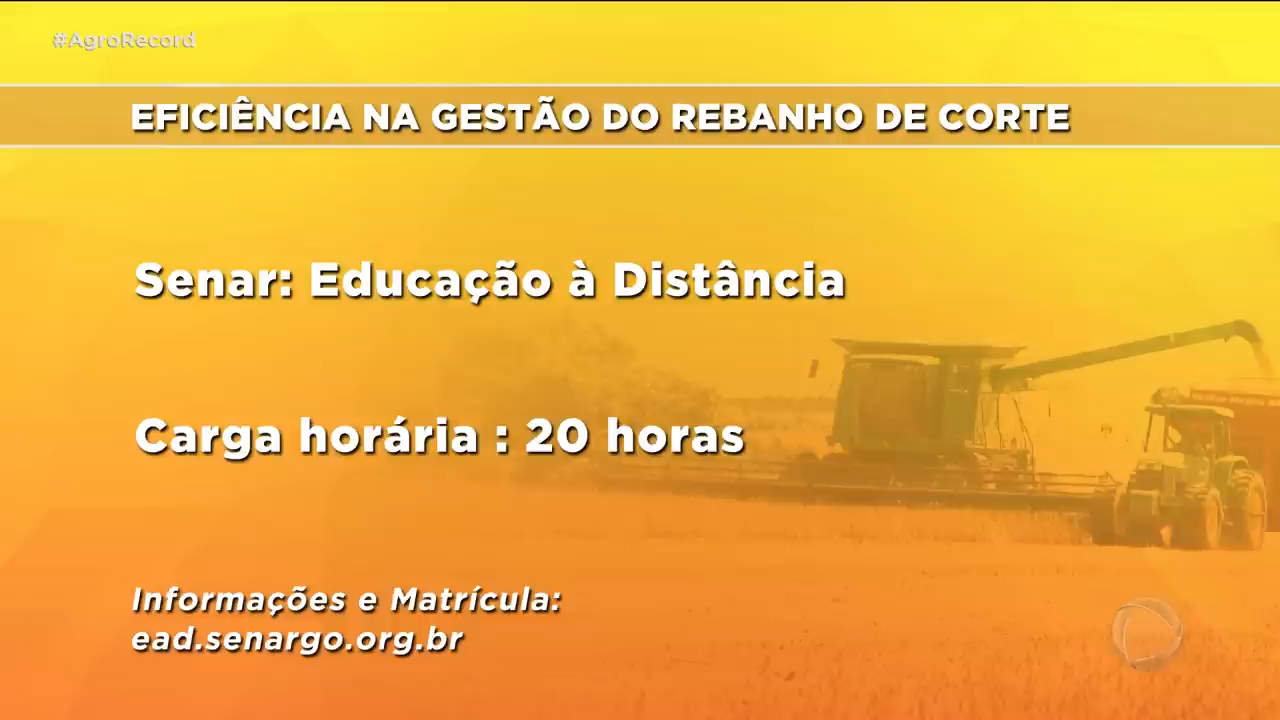 #AgroRecord
EFICIÊNCIA NA GESTÃO DO REBANHO DE CORTE
Senar: Educação à Distância
Carga horária : 20 horas
Informações e Matrícula:
ead.senargo.org.br